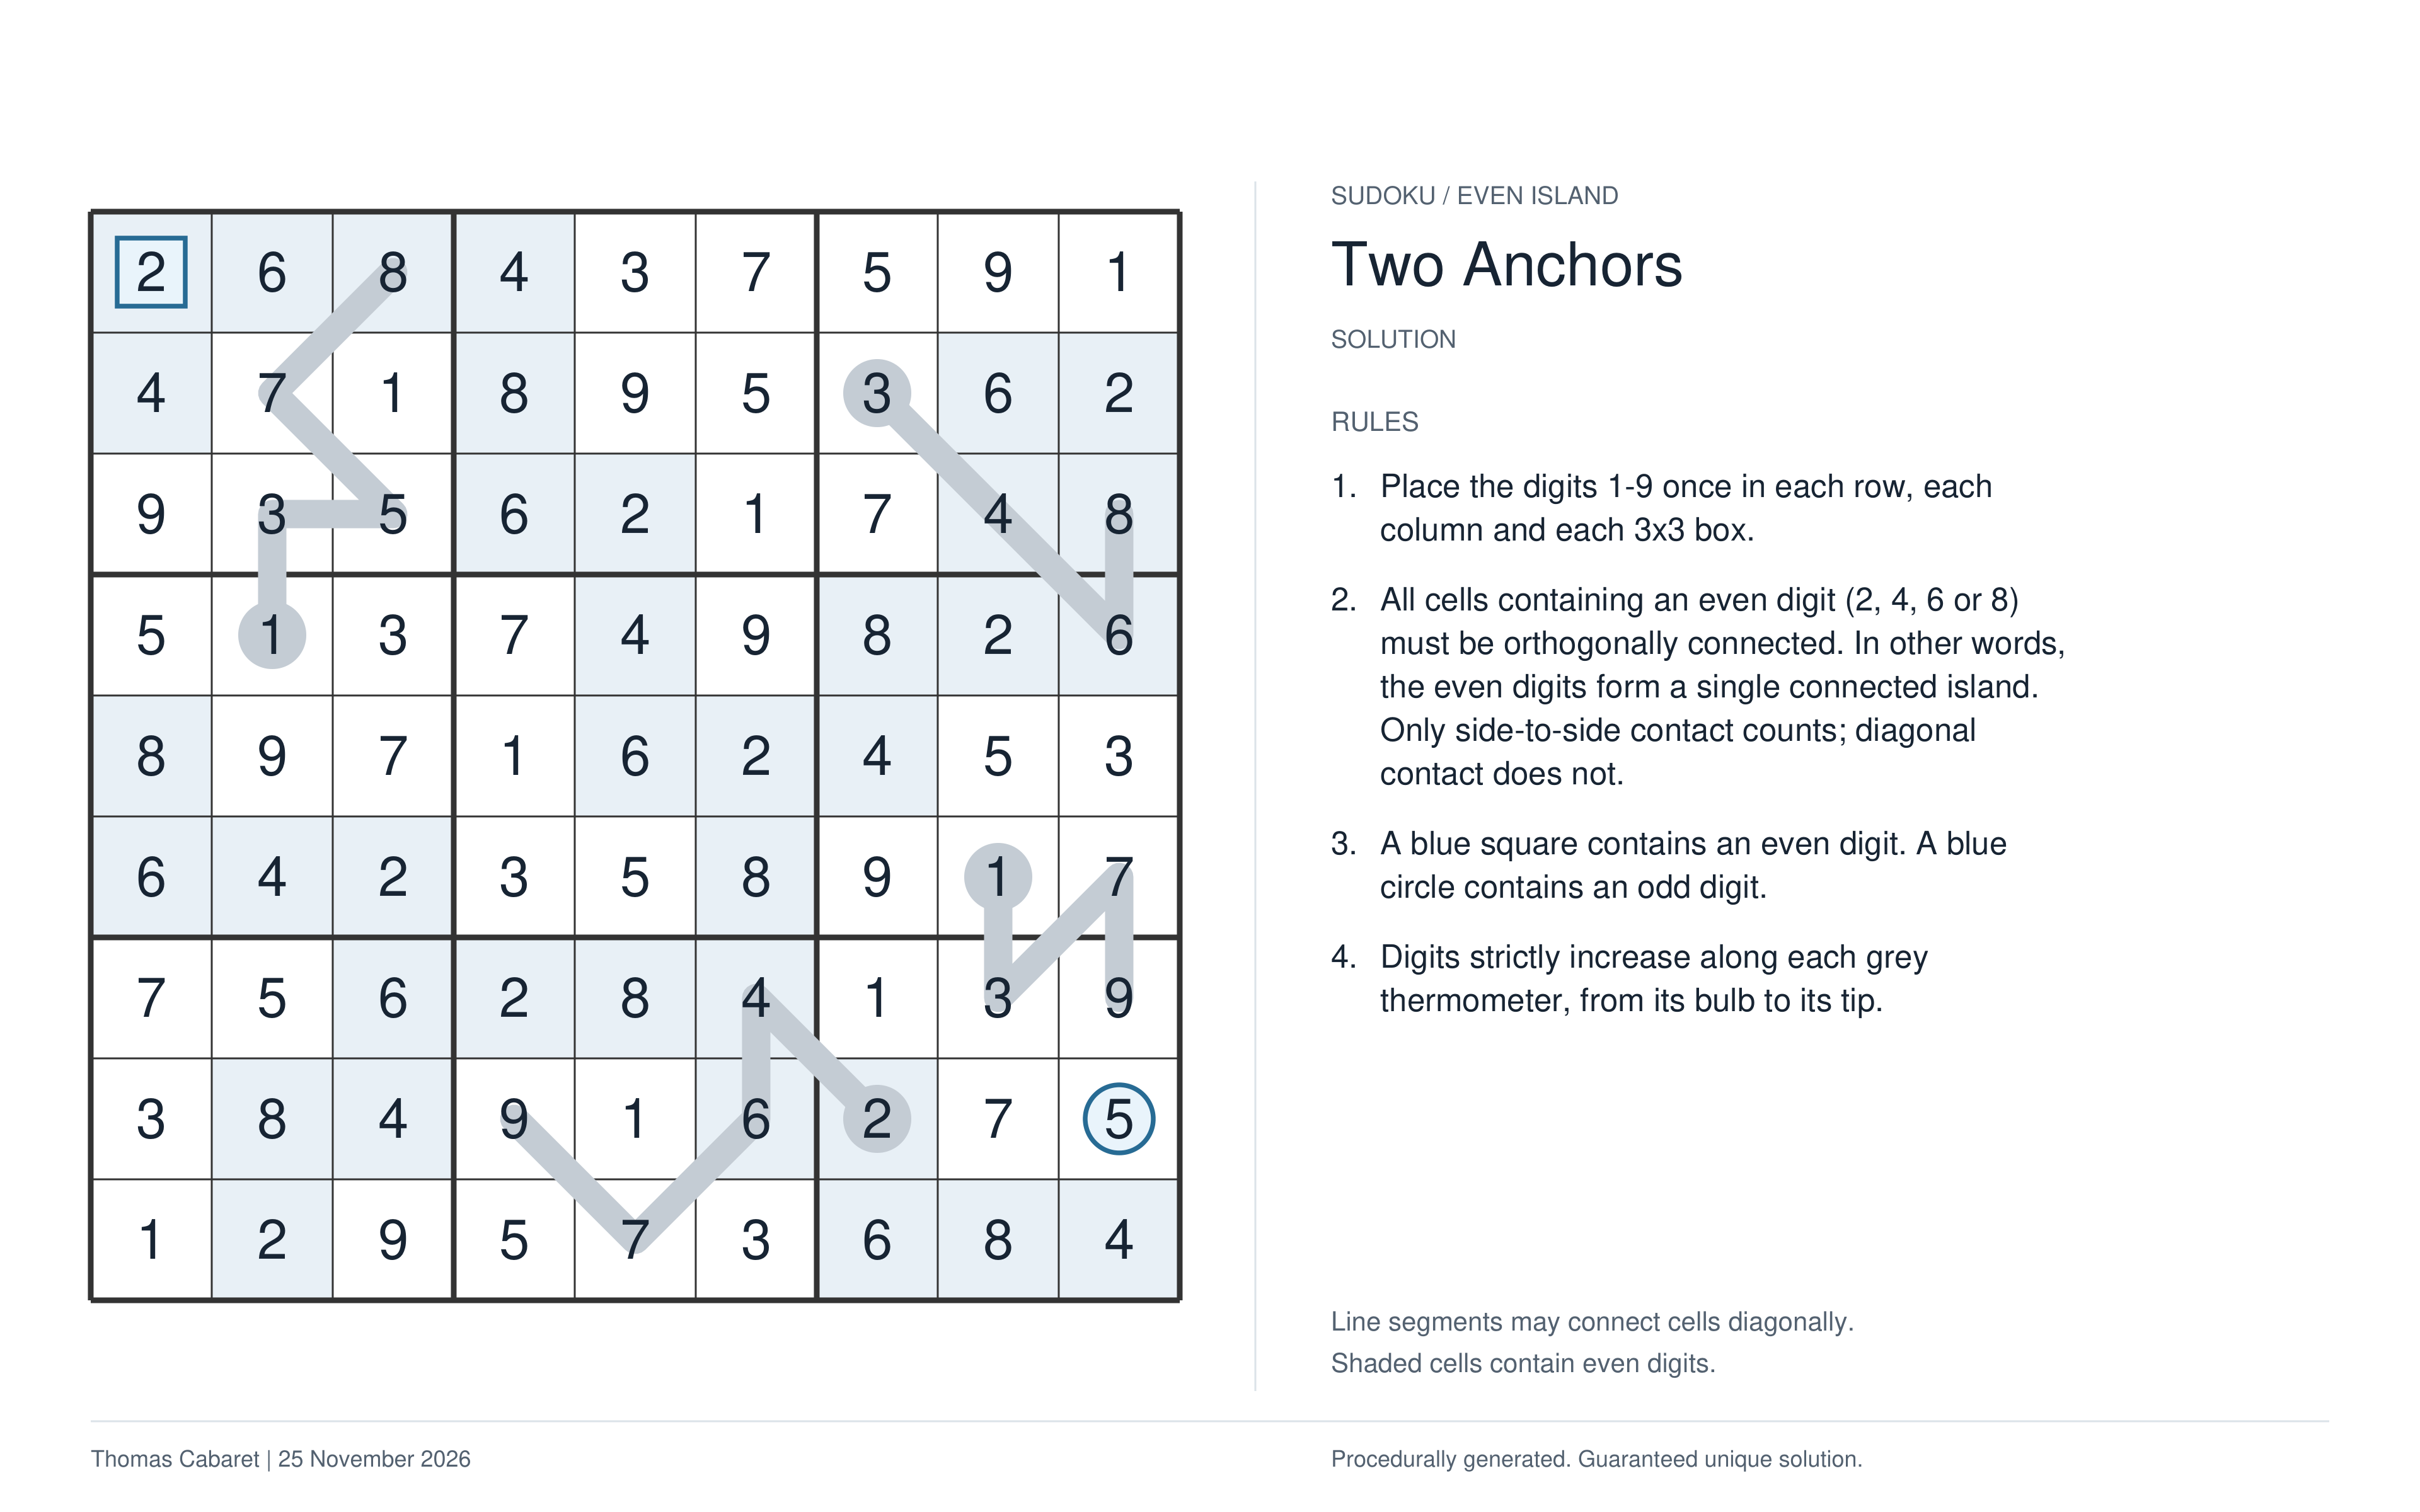 2 6 8 4 3 7 5 9 1
4 7 1 8 9 5 3 6 2
9 3 5 6 2 1 7 4 8
5 1 3 7 4 9 8 2 6
8 9 7 1 6 2 4 5 3
6 4 2 3 5 8 9 1 7
7 5 6 2 8 4 1 3 9
3 8 4 9 1 6 2 7 5
1 2 9 5 7 3 6 8 4
SUDOKU / EVEN ISLAND
Two Anchors
SOLUTION
RULES
1. Place the digits 1-9 once in each row, each
column and each 3x3 box.
2. All cells containing an even digit (2, 4, 6 or 8)
must be orthogonally connected. In other words,
the even digits form a single connected island.
Only side-to-side contact counts; diagonal
contact does not.
3. A blue square contains an even digit. A blue
circle contains an odd digit.
4. Digits strictly increase along each grey
thermometer, from its bulb to its tip.
Line segments may connect cells diagonally.
Shaded cells contain even digits.
Thomas Cabaret | 25 November 2026
Procedurally generated. Guaranteed unique solution.